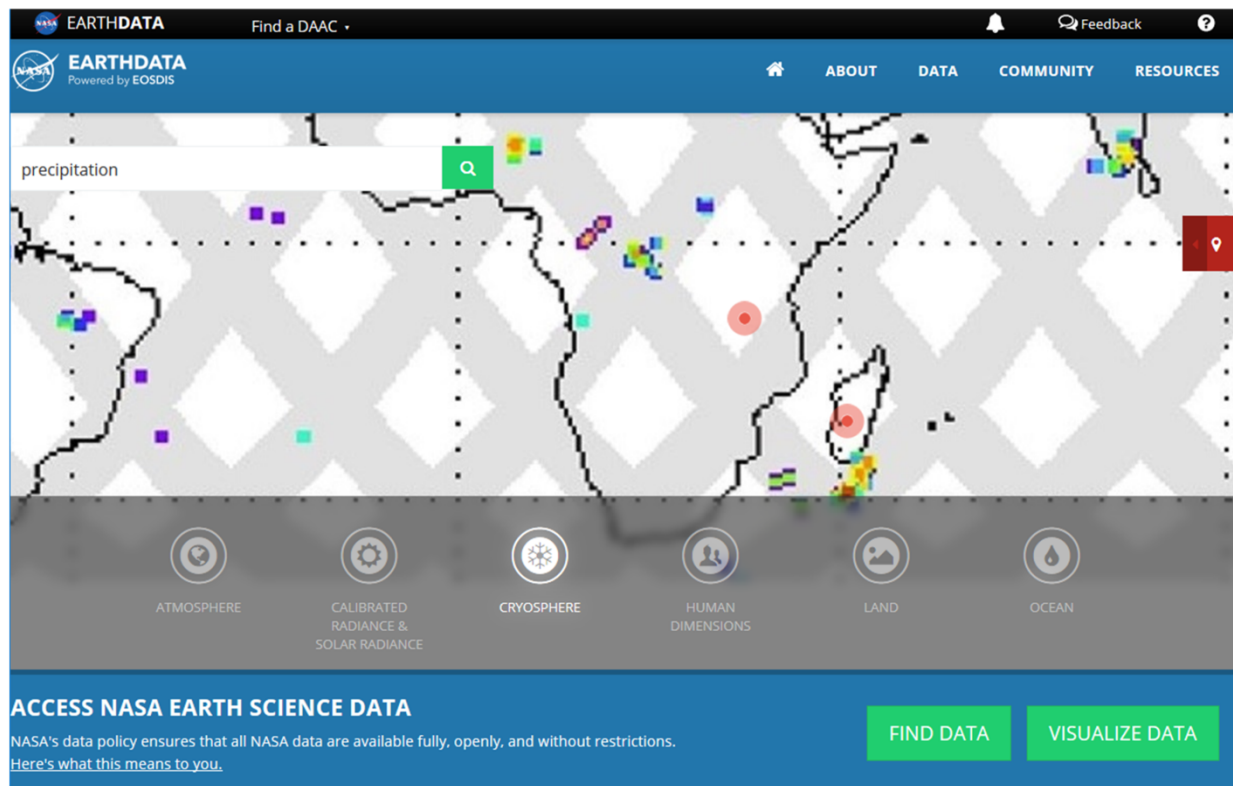 NASA EARTHDATA Find a DAAC Feedback ?
NASA EARTHDATA
Powered by EOSDIS
ABOUT DATA COMMUNITY RESOURCES
precipitation
ATMOSPHERE
CALIBRATED
RADIANCE &
SOLAR RADIANCE
CRYOSPHERE
HUMAN
DIMENSIONS
LAND
OCEAN
ACCESS NASA EARTH SCIENCE DATA
NASA's data policy ensures that all NASA data are available fully, openly, and without restrictions.
Here's what this means to you.
FIND DATA
VISUALIZE DATA